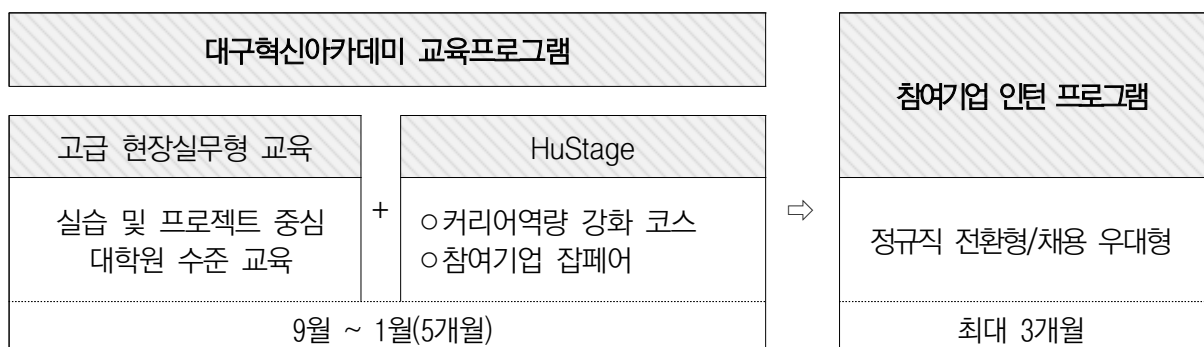 대구혁신아카데미 교육프로그램
고급 현장실무형 교육
실습 및 프로젝트 중심
대학원 수준 교육
+
HuStage
○커리어역량 강화 코스
○참여기업 잡페어
9월 ~ 1월(5개월)
⇨
참여기업 인턴 프로그램
정규직 전환형/채용 우대형
최대 3개월